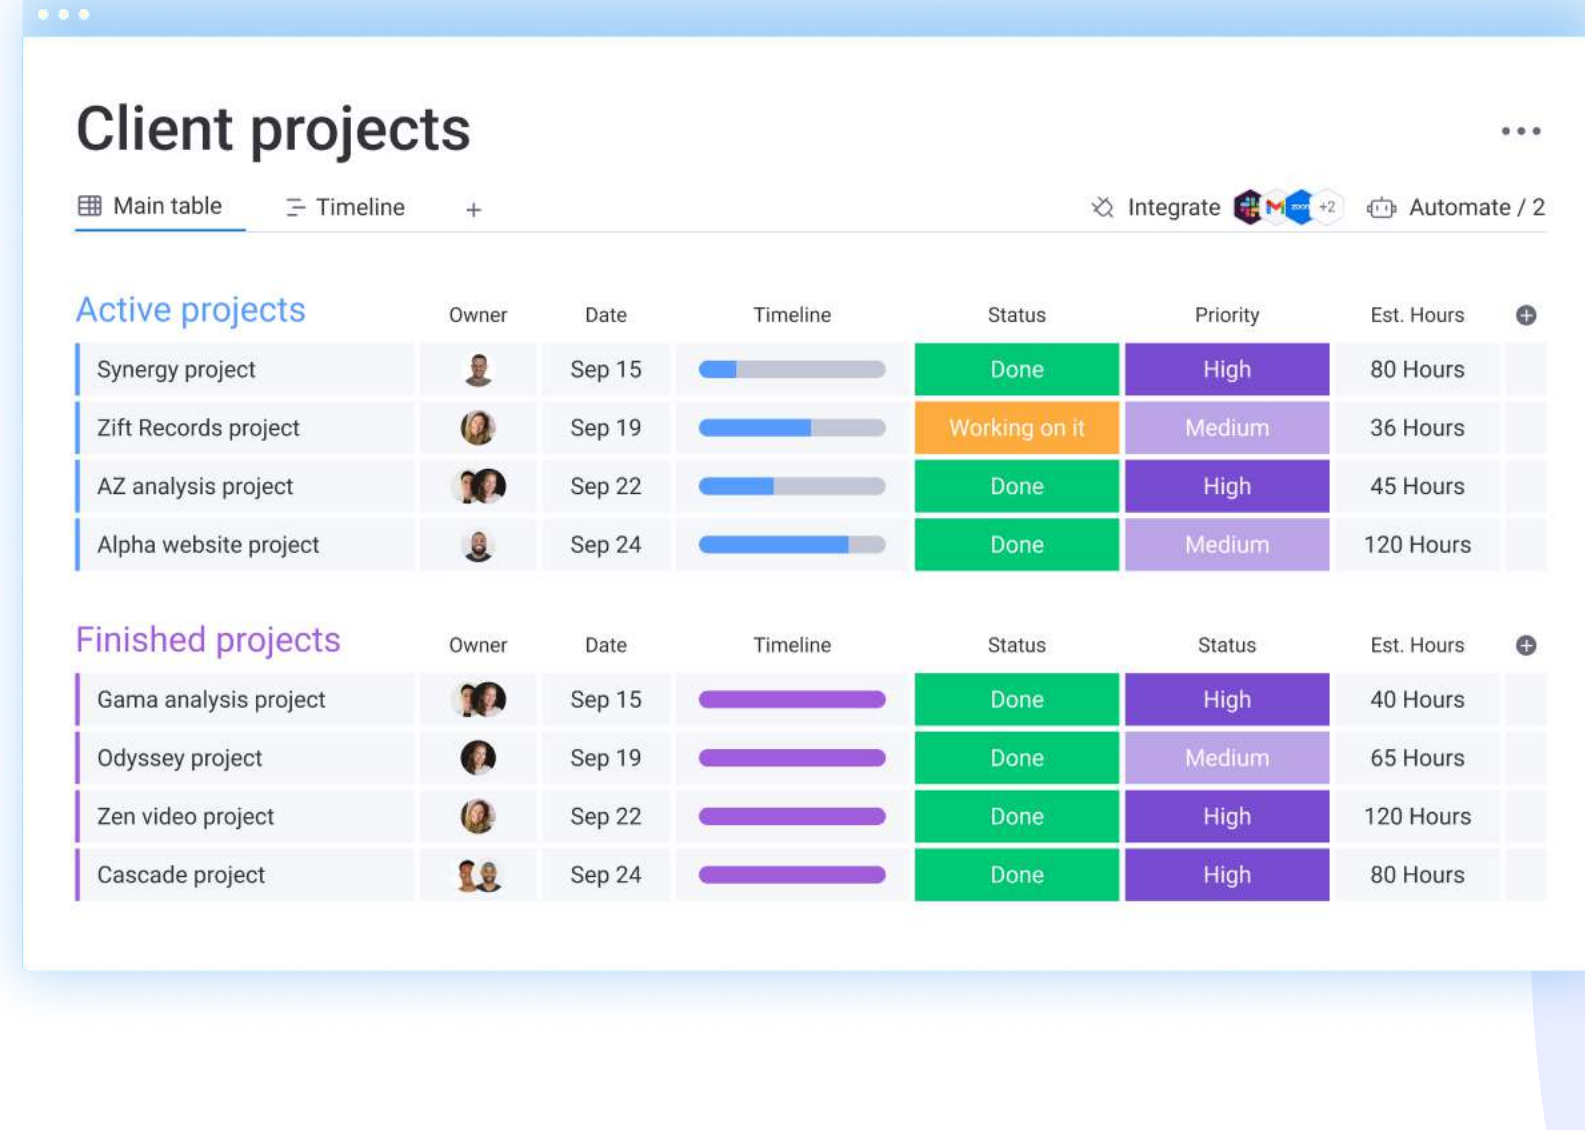 Client projects
Main table Timeline + Integrate zoom +2 Automate / 2
Active projects Owner Date Timeline Status Priority Est. Hours
Synergy project Sep 15 Done High 80 Hours
Zift Records project Sep 19 Working on it Medium 36 Hours
AZ analysis project Sep 22 Done High 45 Hours
Alpha website project Sep 24 Done Medium 120 Hours
Finished projects Owner Date Timeline Status Status Est. Hours
Gama analysis project Sep 15 Done High 40 Hours
Odyssey project Sep 19 Done Medium 65 Hours
Zen video project Sep 22 Done High 120 Hours
Cascade project Sep 24 Done High 80 Hours